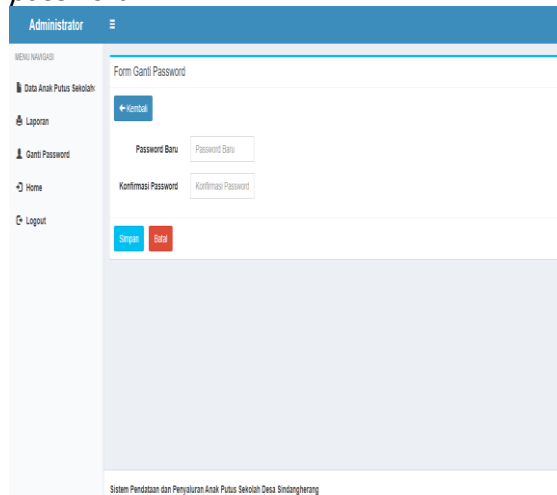 Administrator
MENU NAVIGASI
Data Anak Putus Sekolah
Laporan
Ganti Password
Home
Logout
Form Ganti Password
Kembali
Password Baru Password Baru
Konfirmasi Password Konfirmasi Password
Simpan Batal
Sistem Pendataan dan Penyaluran Anak Putus Sekolah Desa Sindangherang